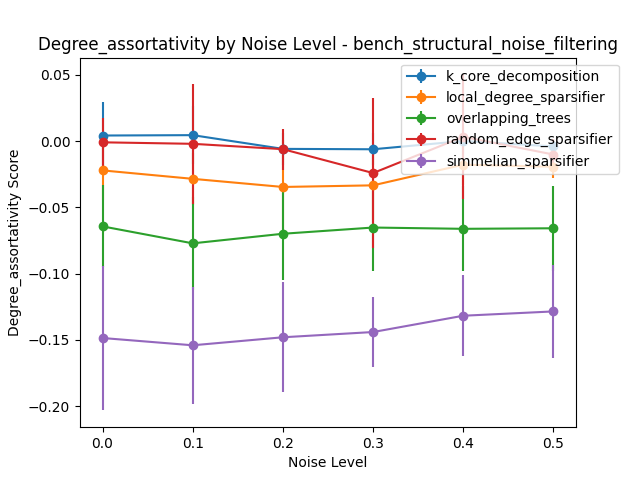 Degree_assortativity by Noise Level - bench_structural_noise_filtering
k_core_decomposition
local_degree_sparsifier
overlapping_trees
random_edge_sparsifier
simmelian_sparsifier
Degree_assortativity Score
0.05
0.00
−0.05
−0.10
−0.15
−0.20
0.0 0.1 0.2 0.3 0.4 0.5
Noise Level